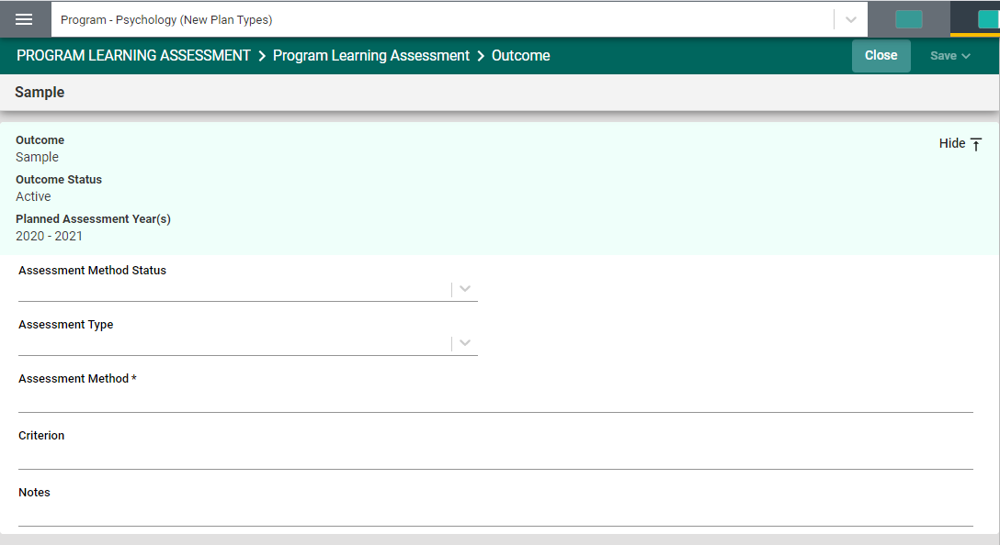 Program - Psychology (New Plan Types)
PROGRAM LEARNING ASSESSMENT > Program Learning Assessment > Outcome
Close
Save
Sample
Outcome
Hide
Sample
Outcome Status
Active
Planned Assessment Year(s)
2020 - 2021
Assessment Method Status
Assessment Type
Assessment Method *
Criterion
Notes